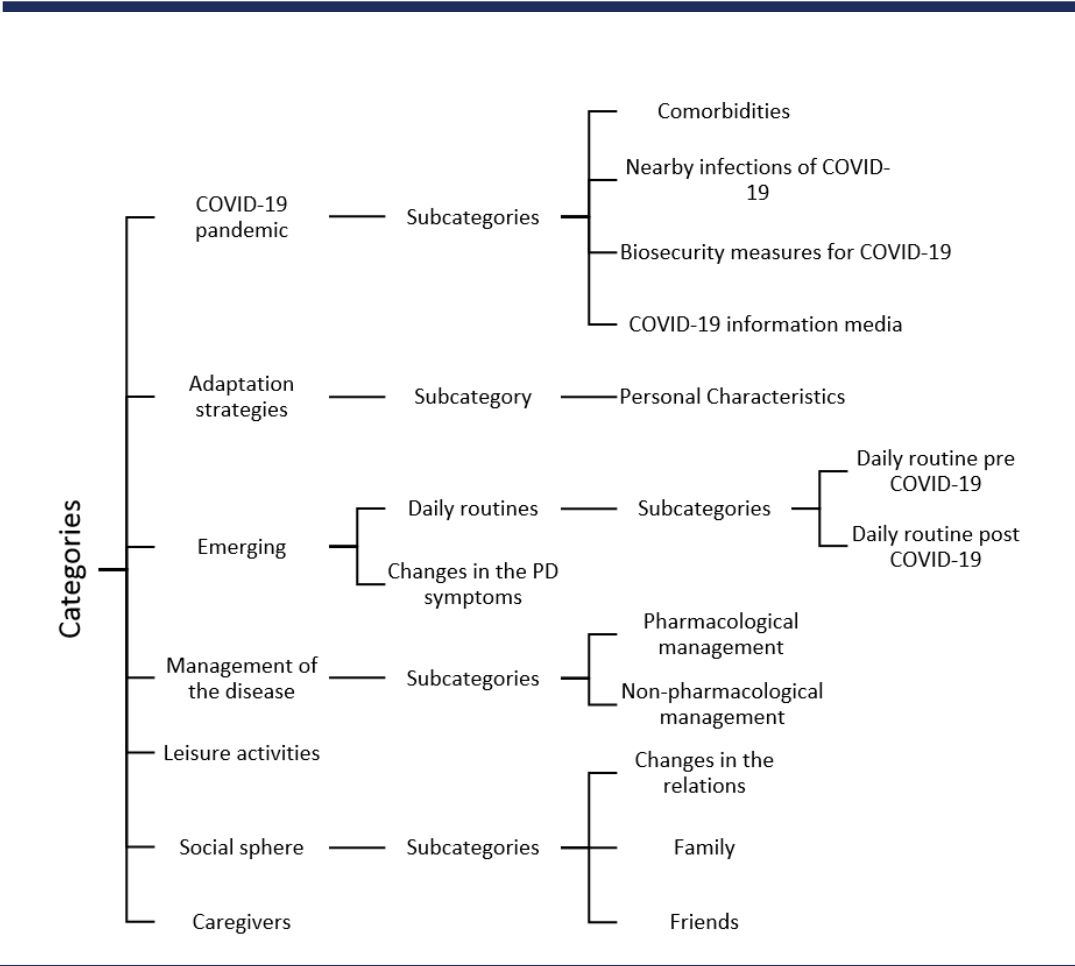 Categories
COVID-19
pandemic
Subcategories
Comorbidities
Nearby infections of COVID-
19
Biosecurity measures for COVID-19
COVID-19 information media
Adaptation
strategies
Subcategory
Personal Characteristics
Emerging
Daily routines
Subcategories
Daily routine pre
COVID-19
Daily routine post
COVID-19
Changes in the PD
symptoms
Management of
the disease
Subcategories
Pharmacological
management
Non-pharmacological
management
Leisure activities
Social sphere
Subcategories
Changes in the
relations
Family
Friends
Caregivers